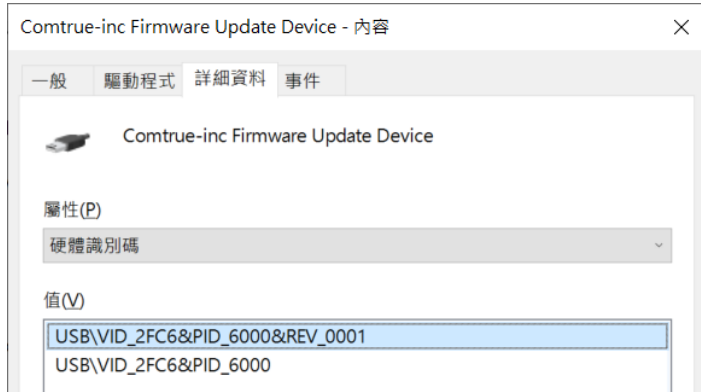 Comtrue-inc Firmware Update Device - 內容
一般 驅動程式 詳細資料 事件
Comtrue-inc Firmware Update Device
屬性(P)
硬體識別碼
值(V)
USB\VID_2FC6&PID_6000&REV_0001
USB\VID_2FC6&PID_6000